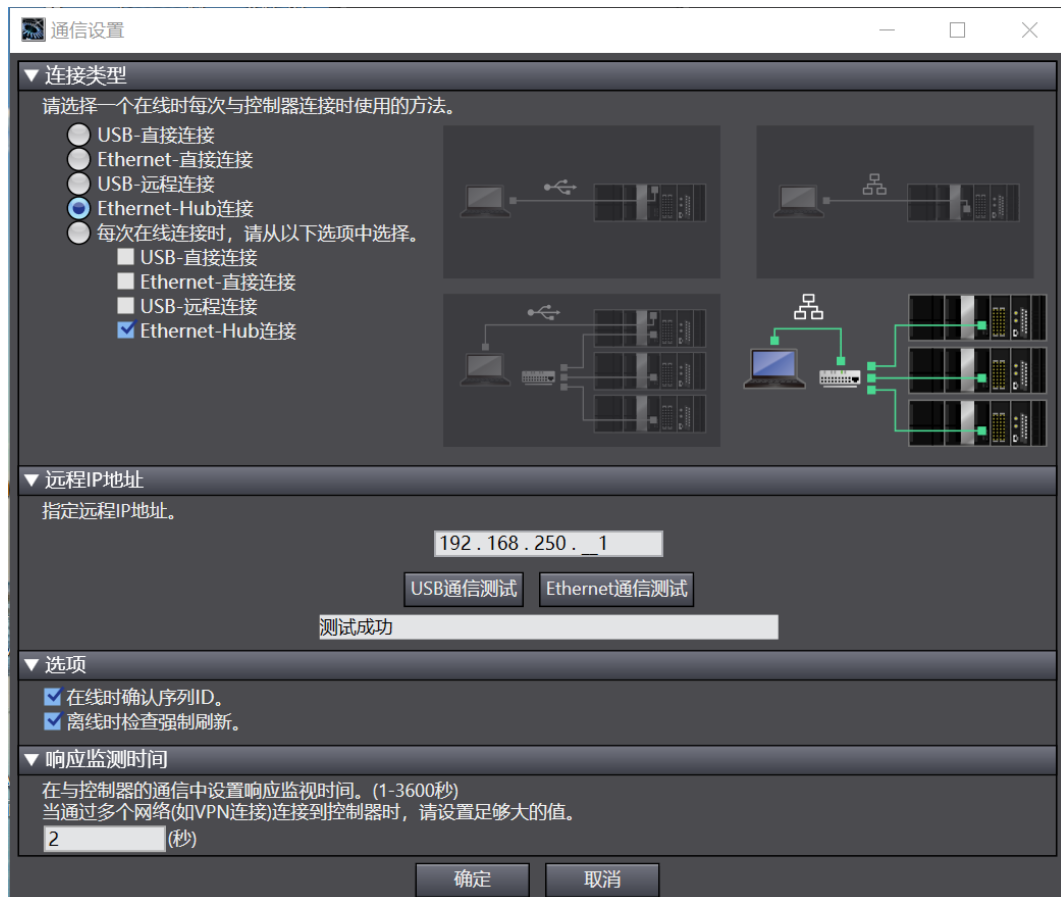 通信设置
▼ 连接类型
请选择一个在线时每次与控制器连接时使用的方法。
USB-直接连接
Ethernet-直接连接
USB-远程连接
Ethernet-Hub连接
每次在线连接时，请从以下选项中选择。
USB-直接连接
Ethernet-直接连接
USB-远程连接
Ethernet-Hub连接
▼ 远程IP地址
指定远程IP地址。
192 . 168 . 250 . __1
USB通信测试 Ethernet通信测试
测试成功
▼ 选项
在线时确认序列ID。
离线时检查强制刷新。
▼ 响应监测时间
在与控制器的通信中设置响应监视时间。(1-3600秒)
当通过多个网络(如VPN连接)连接到控制器时，请设置足够大的值。
2 (秒)
确定 取消